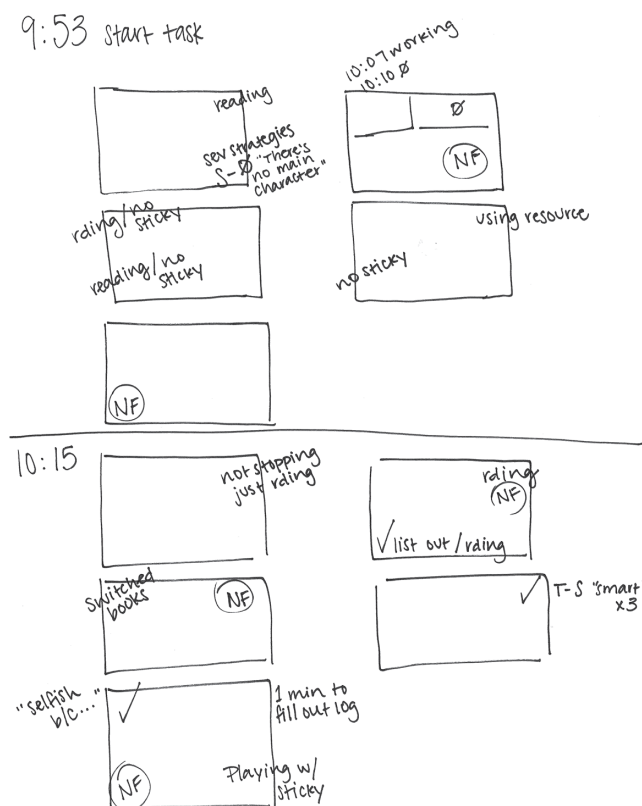 9:53 start task
reading
sev strategies
S-Ø "There's
no main
character"
10:07 working
10:10 Ø
Ø
NF
rding/no
sticky
reading/no
sticky
using resource
no sticky
NF
10:15
not stopping
just rding
rding
NF
✓ list out/rding
switched
books
NF
✓
T-S "smart
x3
"selfish
b/c..."
✓
1 min to
fill out log
NF
Playing w/
sticky